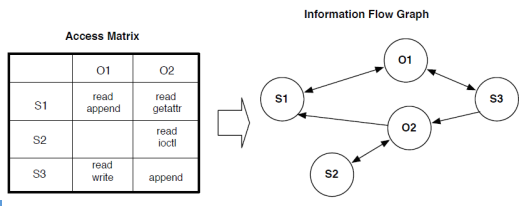 Information Flow Graph
Access Matrix
O1 O2
S1 read append read getattr
S2 read ioctl
S3 read write append
O1
S1
S3
O2
S2